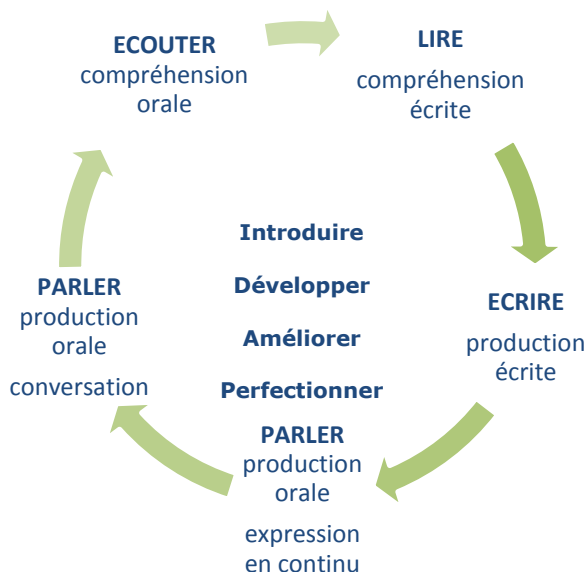 ECOUTER
compréhension
orale
LIRE
compréhension
écrite
ECRIRE
production
écrite
PARLER
production
orale
expression
en continu
PARLER
production
orale
conversation
Introduire
Développer
Améliorer
Perfectionner